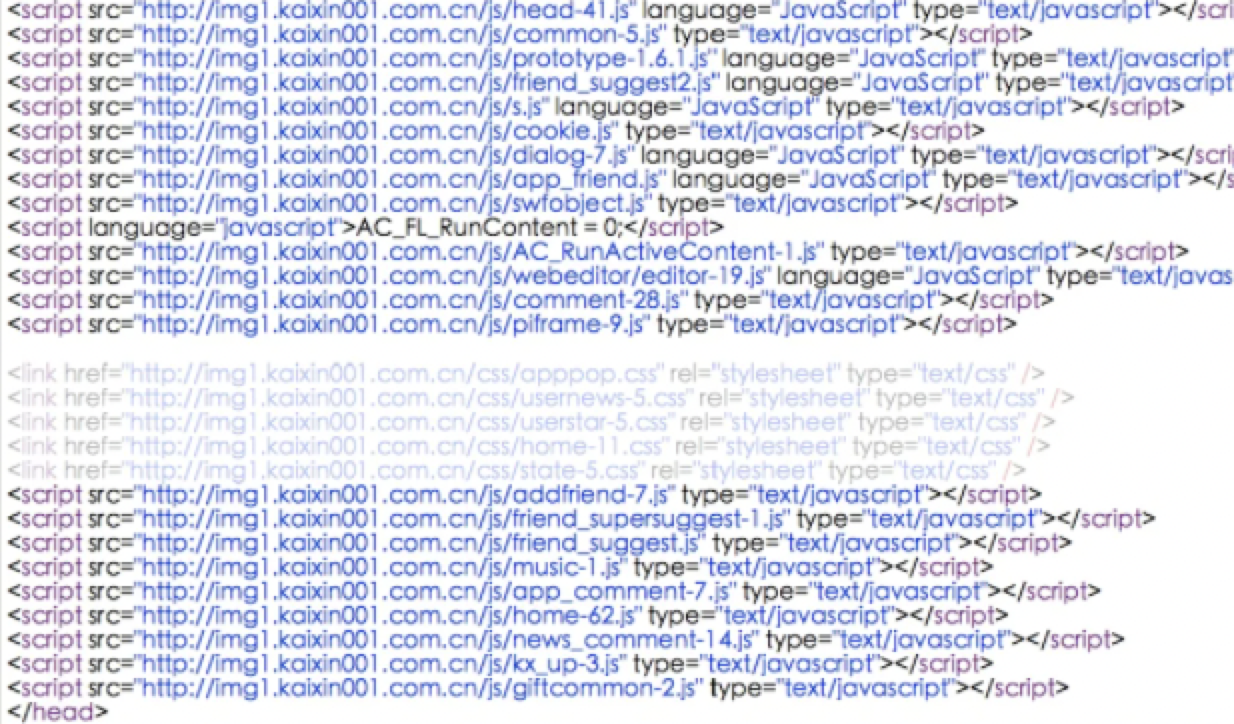 <script src="http://img1.kaixin001.com.cn/js/head-41.js" language="JavaScript" type="text/javascript"></scri
<script src="http://img1.kaixin001.com.cn/js/common-5.js" type="text/javascript"></script>
<script src="http://img1.kaixin001.com.cn/js/prototype-1.6.1.js" language="JavaScript" type="text/javascript"
<script src="http://img1.kaixin001.com.cn/js/friend_suggest2.js" language="JavaScript" type="text/javascript
<script src="http://img1.kaixin001.com.cn/js/s.js" language="JavaScript" type="text/javascript"></script>
<script src="http://img1.kaixin001.com.cn/js/cookie.js" type="text/javascript"></script>
<script src="http://img1.kaixin001.com.cn/js/dialog-7.js" language="JavaScript" type="text/javascript"></scri
<script src="http://img1.kaixin001.com.cn/js/app_friend.js" language="JavaScript" type="text/javascript"></s
<script src="http://img1.kaixin001.com.cn/js/swfobject.js" type="text/javascript"></script>
<script language="javascript">AC_FL_RunContent = 0;</script>
<script src="http://img1.kaixin001.com.cn/js/AC_RunActiveContent-1.js" type="text/javascript"></script>
<script src="http://img1.kaixin001.com.cn/js/webeditor/editor-19.js" language="JavaScript" type="text/javas
<script src="http://img1.kaixin001.com.cn/js/comment-28.js" type="text/javascript"></script>
<script src="http://img1.kaixin001.com.cn/js/piframe-9.js" type="text/javascript"></script>
<link href="http://img1.kaixin001.com.cn/css/apppop.css" rel="stylesheet" type="text/css" />
<link href="http://img1.kaixin001.com.cn/css/usernews-5.css" rel="stylesheet" type="text/css" />
<link href="http://img1.kaixin001.com.cn/css/userstar-5.css" rel="stylesheet" type="text/css" />
<link href="http://img1.kaixin001.com.cn/css/home-11.css" rel="stylesheet" type="text/css" />
<link href="http://img1.kaixin001.com.cn/css/state-5.css" rel="stylesheet" type="text/css" />
<script src="http://img1.kaixin001.com.cn/js/addfriend-7.js" type="text/javascript"></script>
<script src="http://img1.kaixin001.com.cn/js/friend_supersuggest-1.js" type="text/javascript"></script>
<script src="http://img1.kaixin001.com.cn/js/friend_suggest.js" type="text/javascript"></script>
<script src="http://img1.kaixin001.com.cn/js/music-1.js" type="text/javascript"></script>
<script src="http://img1.kaixin001.com.cn/js/app_comment-7.js" type="text/javascript"></script>
<script src="http://img1.kaixin001.com.cn/js/home-62.js" type="text/javascript"></script>
<script src="http://img1.kaixin001.com.cn/js/news_comment-14.js" type="text/javascript"></script>
<script src="http://img1.kaixin001.com.cn/js/kx_up-3.js" type="text/javascript"></script>
<script src="http://img1.kaixin001.com.cn/js/giftcommon-2.js" type="text/javascript"></script>
</head>